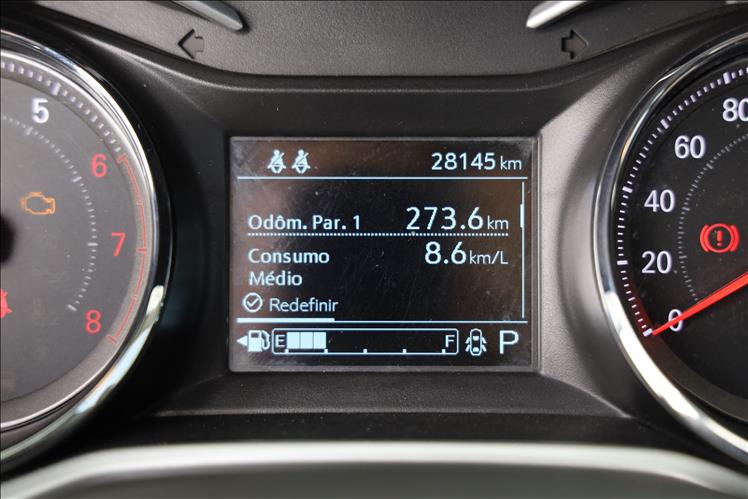 28145 km
Odôm. Par. 1 273.6 km
Consumo 8.6 km/L
Médio
Redefinir
E F P
5
6
7
8
80
60
40
20
0